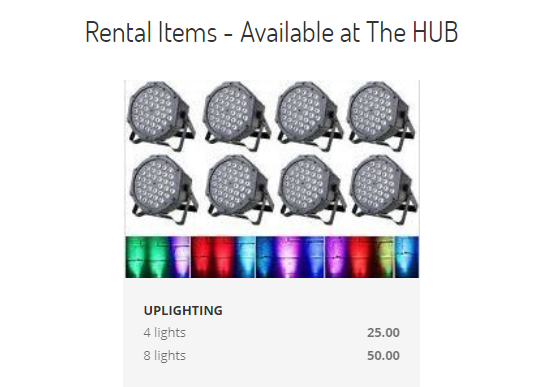 Rental Items - Available at The HUB
UPLIGHTING
4 lights 25.00
8 lights 50.00